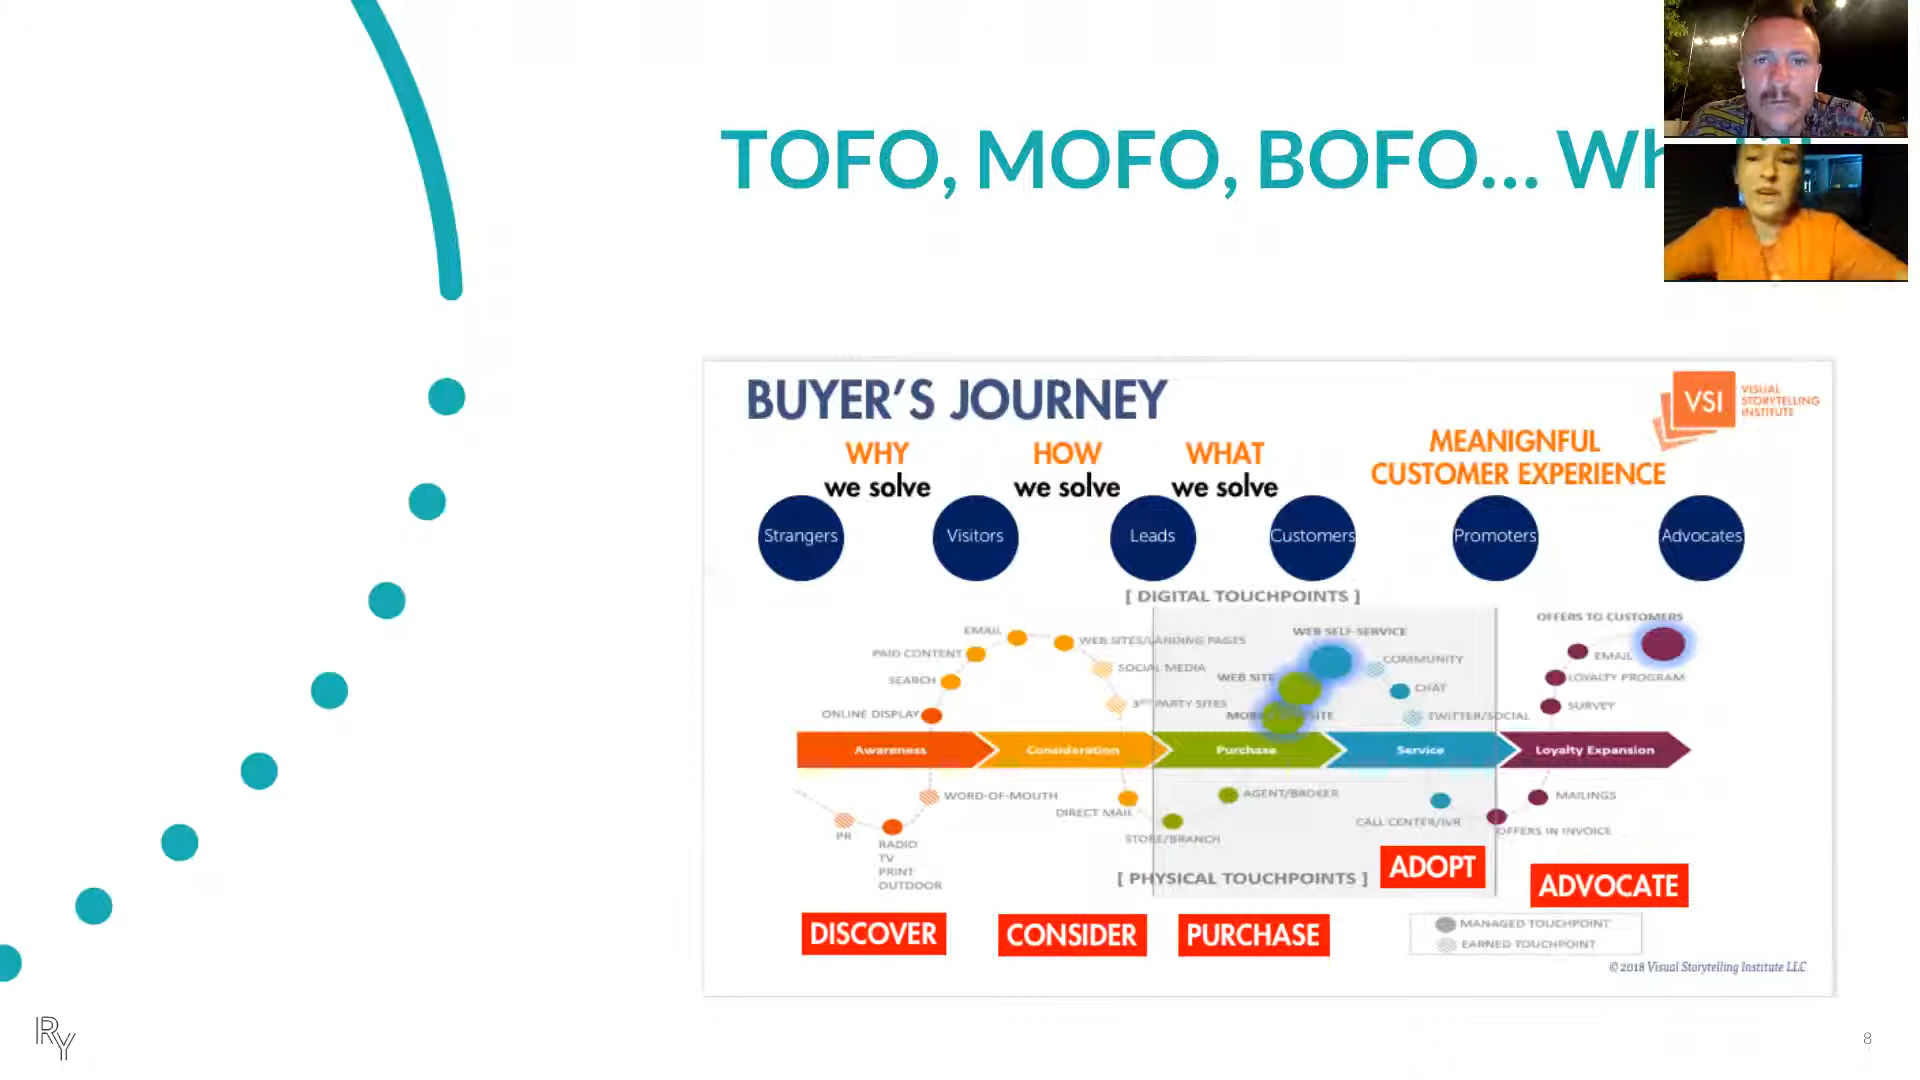 TOFO, MOFO, BOFO...
BUYER'S JOURNEY
VSI
VISUAL
STORYTELLING
INSTITUTE
WHY
we solve
HOW
we solve
WHAT
we solve
MEANIGNFUL
CUSTOMER EXPERIENCE
Strangers
Visitors
Leads
Customers
Promoters
Advocates
[ DIGITAL TOUCHPOINTS ]
EMAIL
PAID CONTENT
SEARCH
ONLINE DISPLAY
WEB SITES/LANDING PAGES
SOCIAL MEDIA
3RD PARTY SITES
WEB SELF-SERVICE
WEB SITE
COMMUNITY
CHAT
TWITTER/SOCIAL
OFFERS TO CUSTOMERS
EMAIL
LOYALTY PROGRAM
SURVEY
Awareness
Consideration
Purchase
Service
Loyalty Expansion
WORD-OF-MOUTH
PR
RADIO
TV
PRINT
OUTDOOR
DIRECT MAIL
STORE/BRANCH
AGENT/BROKER
CALL CENTER/IVR
MAILINGS
OFFERS IN INVOICE
[ PHYSICAL TOUCHPOINTS ]
ADOPT
ADVOCATE
DISCOVER
CONSIDER
PURCHASE
MANAGED TOUCHPOINT
EARNED TOUCHPOINT
© 2018 Visual Storytelling Institute LLC
RY
8